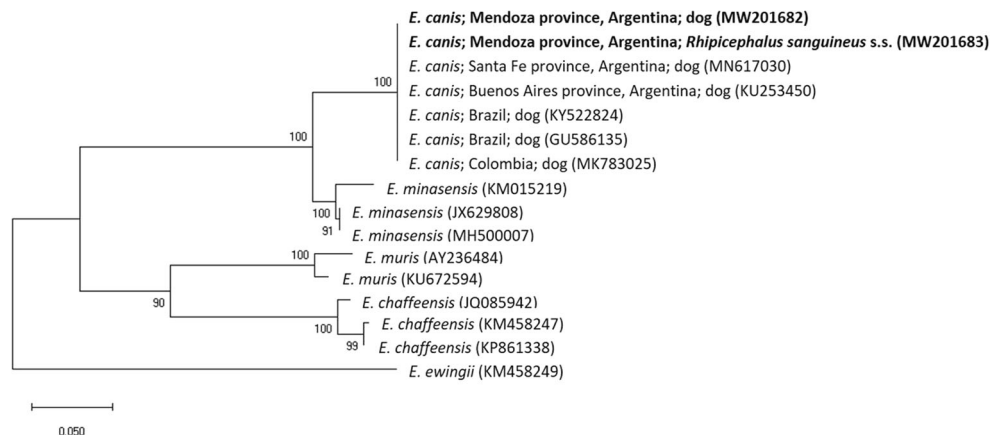 E. canis; Mendoza province, Argentina; dog (MW201682)
E. canis; Mendoza province, Argentina; Rhipicephalus sanguineus s.s. (MW201683)
E. canis; Santa Fe province, Argentina; dog (MN617030)
100
E. canis; Buenos Aires province, Argentina; dog (KU253450)
E. canis; Brazil; dog (KY522824)
100
E. canis; Brazil; dog (GU586135)
E. canis; Colombia; dog (MK783025)
E. minasensis (KM015219)
100
E. minasensis (JX629808)
91
E. minasensis (MH500007)
100
E. muris (AY236484)
E. muris (KU672594)
90
E. chaffeensis (JQ085942)
100
E. chaffeensis (KM458247)
99
E. chaffeensis (KP861338)
E. ewingii (KM458249)
0.050